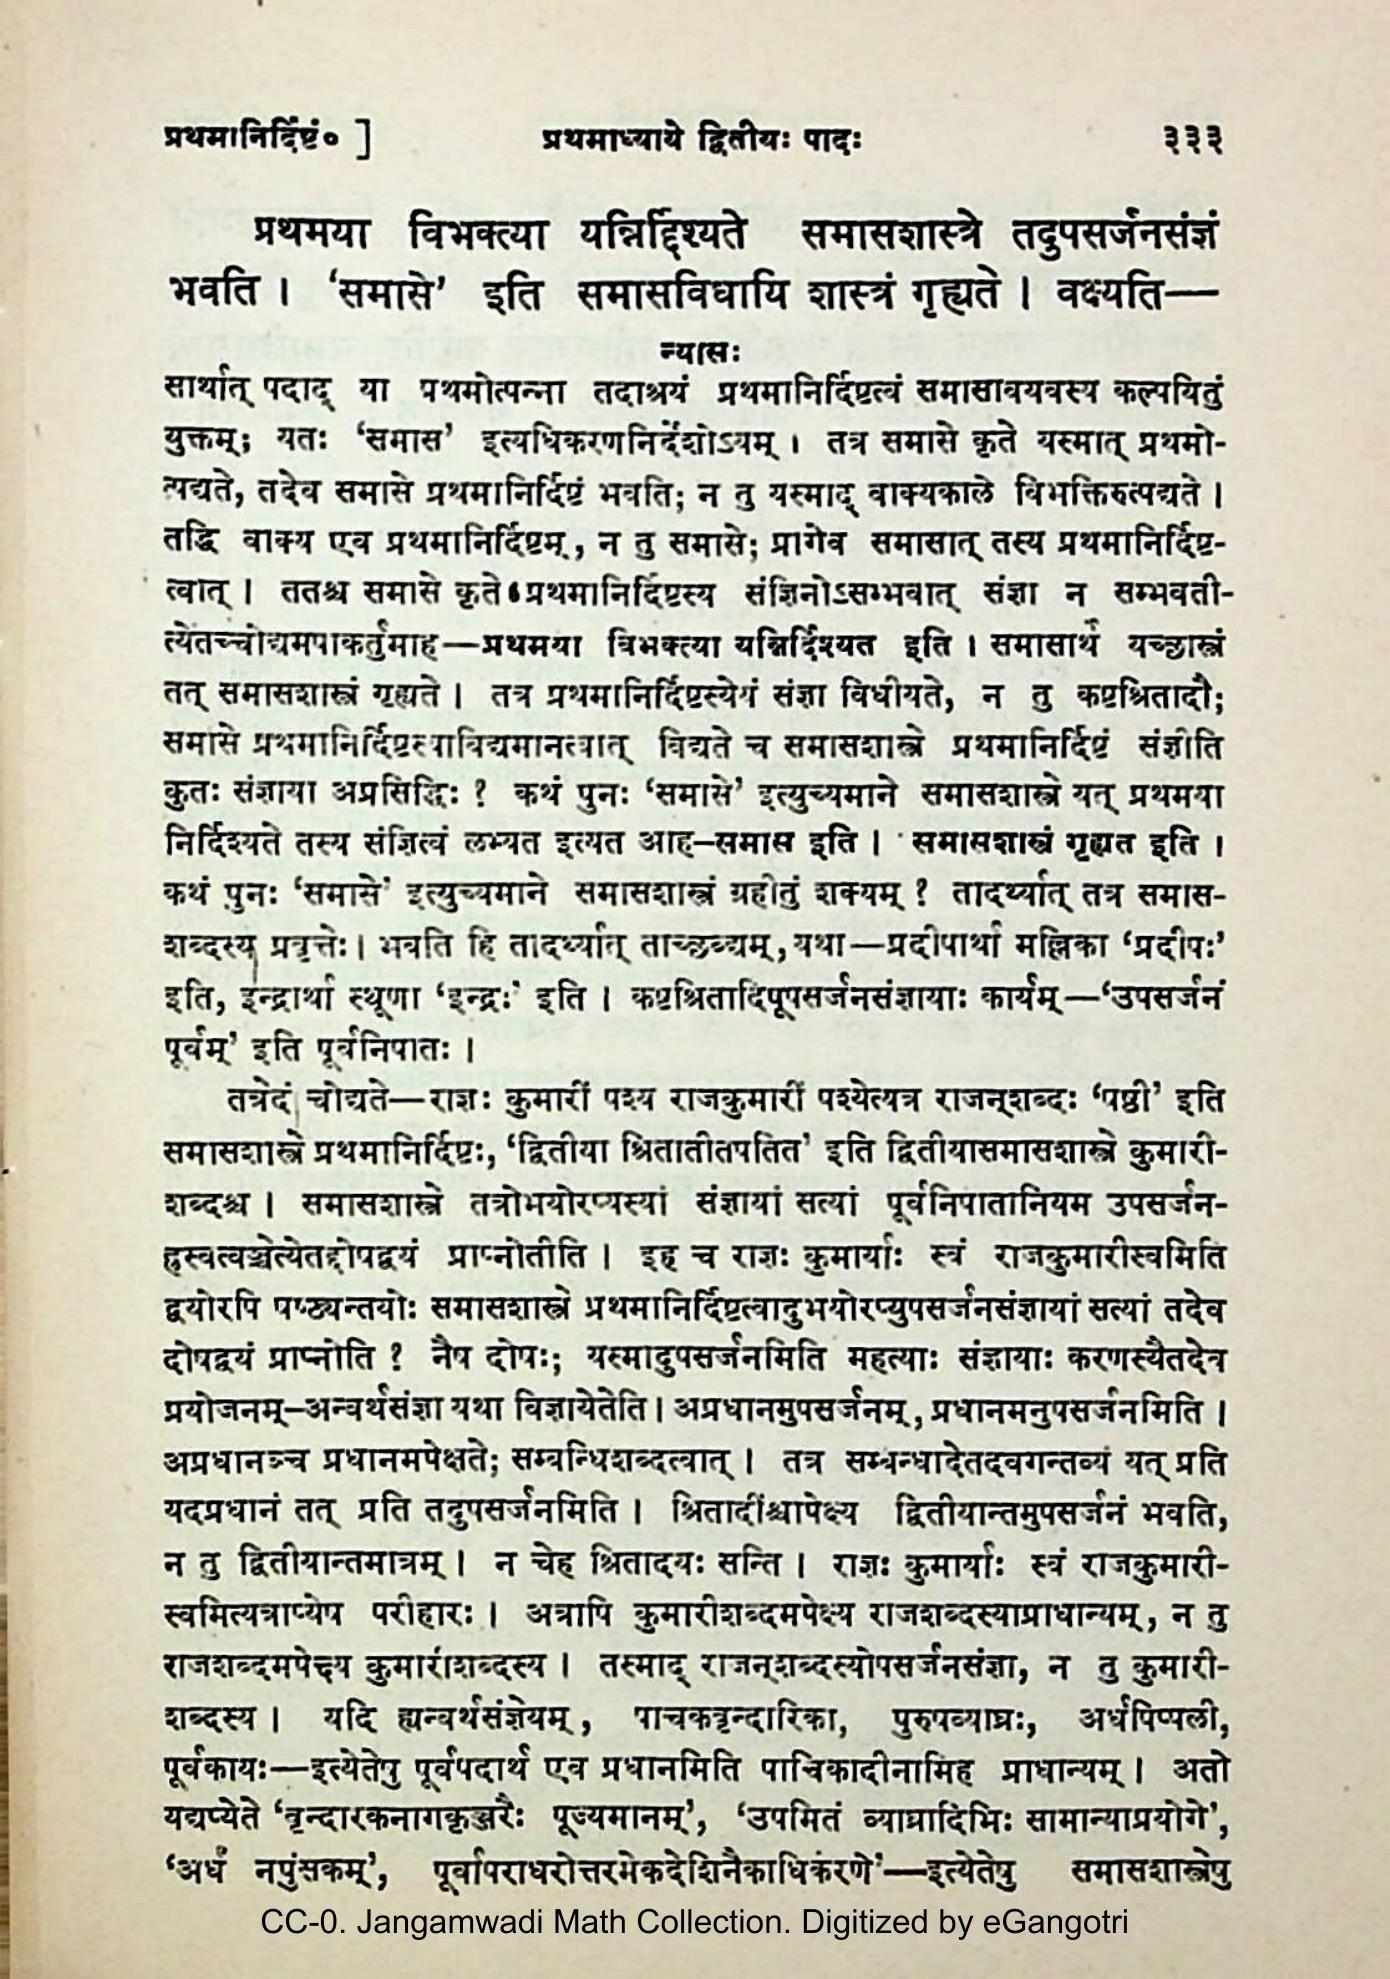 प्रथमानिर्दिष्टं० ] प्रथमाध्याये द्वितीयः पादः ३३३
प्रथमया विभक्त्या यन्निर्द्दिश्यते समासशास्त्रे तदुपसर्जनसंज्ञं
भवति । ‘समासे’ इति समासविधायि शास्त्रं गृह्यते । वक्ष्यति—
न्यासः
सार्थात् पदाद् या प्रथमोत्पन्ना तदाश्रयं प्रथमानिर्दिष्टत्वं समासावयवस्य कल्पयितुं
युक्तम्; यतः ‘समास’ इत्यधिकरणनिर्देशोऽयम् । तत्र समासे कृते यस्मात् प्रथमो-
त्पद्यते, तदेव समासे प्रथमानिर्दिष्टं भवति; न तु यस्माद् वाक्यकाले विभक्तिरुत्पद्यते ।
तद्धि वाक्य एव प्रथमानिर्दिष्टम्, न तु समासे; प्रागेव समासात् तस्य प्रथमानिर्दिष्ट-
त्वात् । ततश्च समासे कृते प्रथमानिर्दिष्टस्य संज्ञिनोऽसम्भवात् संज्ञा न सम्भवती-
त्येतच्चोद्यमपाकर्तुमाह—प्रथमया विभक्त्या यन्निर्दिश्यत इति । समासार्थं यच्छास्त्रं
तत् समासशास्त्रं गृह्यते । तत्र प्रथमानिर्दिष्टस्येयं संज्ञा विधीयते, न तु कष्टश्रितादौ;
समासे प्रथमानिर्दिष्टत्वाविद्यमानत्वात् विद्यते च समासशास्त्रे प्रथमानिर्दिष्टं संज्ञीति
कुतः संज्ञाया अप्रसिद्धिः ? कथं पुनः ‘समासे’ इत्युच्यमाने समासशास्त्रे यत् प्रथमया
निर्दिश्यते तस्य संज्ञित्वं लभ्यत इत्यत आह–समास इति । समासशास्त्रं गृह्यत इति ।
कथं पुनः ‘समासे’ इत्युच्यमाने समासशास्त्रं ग्रहीतुं शक्यम् ? तादर्थ्यात् तत्र समास-
शब्दस्य प्रवृत्तेः । भवति हि तादर्थ्यात् ताच्छब्द्यम्, यथा—प्रदीपार्था मल्लिका ‘प्रदीपः’
इति, इन्द्रार्था स्थूणा ‘इन्द्रः’ इति । कष्टश्रितादिषूपसर्जनसंज्ञायाः कार्यम्—‘उपसर्जनं
पूर्वम्’ इति पूर्वनिपातः ।
तत्रेदं चोद्यते—राज्ञः कुमारीं पश्य राजकुमारीं पश्येत्यत्र राजन्‌शब्दः ‘षष्ठी’ इति
समासशास्त्रे प्रथमानिर्दिष्टः, ‘द्वितीया श्रितातीतपतित’ इति द्वितीयासमासशास्त्रे कुमारी-
शब्दश्च । समासशास्त्रे तत्रोभयोरप्यस्यां संज्ञायां सत्यां पूर्वनिपातानियम उपसर्जन-
ह्रस्वत्वञ्चेत्येतद्दोषद्वयं प्राप्नोतीति । इह च राज्ञः कुमार्याः स्वं राजकुमारीस्वमिति
द्वयोरपि षष्ठ्यन्तयोः समासशास्त्रे प्रथमानिर्दिष्टत्वादुभयोरप्युपसर्जनसंज्ञायां सत्यां तदेव
दोषद्वयं प्राप्नोति ? नैष दोषः; यस्मादुपसर्जनमिति महत्याः संज्ञायाः करणस्यैतदेव
प्रयोजनम्–अन्वर्थसंज्ञा यथा विज्ञायेतेति । अप्रधानमुपसर्जनम्, प्रधानमनुपसर्जनमिति ।
अप्रधानञ्च प्रधानमपेक्षते; सम्बन्धिशब्दत्वात् । तत्र सम्बन्धादेतदवगन्तव्यं यत् प्रति
यदप्रधानं तत् प्रति तदुपसर्जनमिति । श्रितादींश्चापेक्ष्य द्वितीयान्तमुपसर्जनं भवति,
न तु द्वितीयान्तमात्रम् । न चेह श्रितादयः सन्ति । राज्ञः कुमार्याः स्वं राजकुमारी-
स्वमित्यत्राप्येष परीहारः । अत्रापि कुमारीशब्दमपेक्ष्य राजशब्दस्याप्राधान्यम्, न तु
राजशब्दमपेक्ष्य कुमारीशब्दस्य । तस्माद् राजन्‌शब्दस्योपसर्जनसंज्ञा, न तु कुमारी-
शब्दस्य । यदि ह्यन्वर्थसंज्ञेयम्, पाचकवृन्दारिका, पुरुषव्याघ्रः, अर्धपिप्पली,
पूर्वकायः—इत्येतेषु पूर्वपदार्थ एव प्रधानमिति पाचिकादीनामिह प्राधान्यम् । अतो
यद्यप्येते ‘वृन्दारकनागकुञ्जरैः पूज्यमानम्’, ‘उपमितं व्याघ्रादिभिः सामान्याप्रयोगे’,
‘अर्धं नपुंसकम्’, पूर्वापराधरोत्तरमेकदेशिनैकाधिकरणे’—इत्येतेषु समासशास्त्रेषु
CC-0. Jangamwadi Math Collection. Digitized by eGangotri